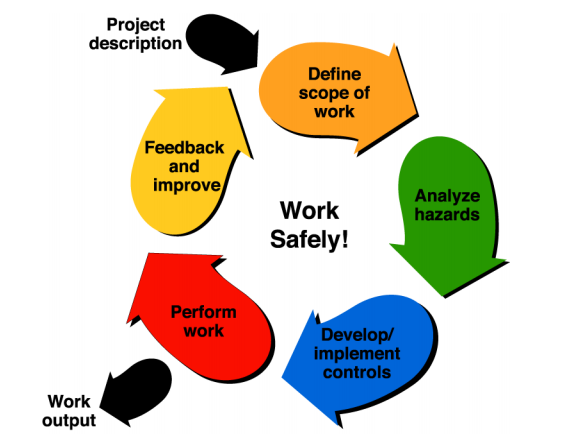 Project
description
Define
scope of
work
Analyze
hazards
Develop/
implement
controls
Perform
work
Work
output
Feedback
and
improve
Work
Safely!